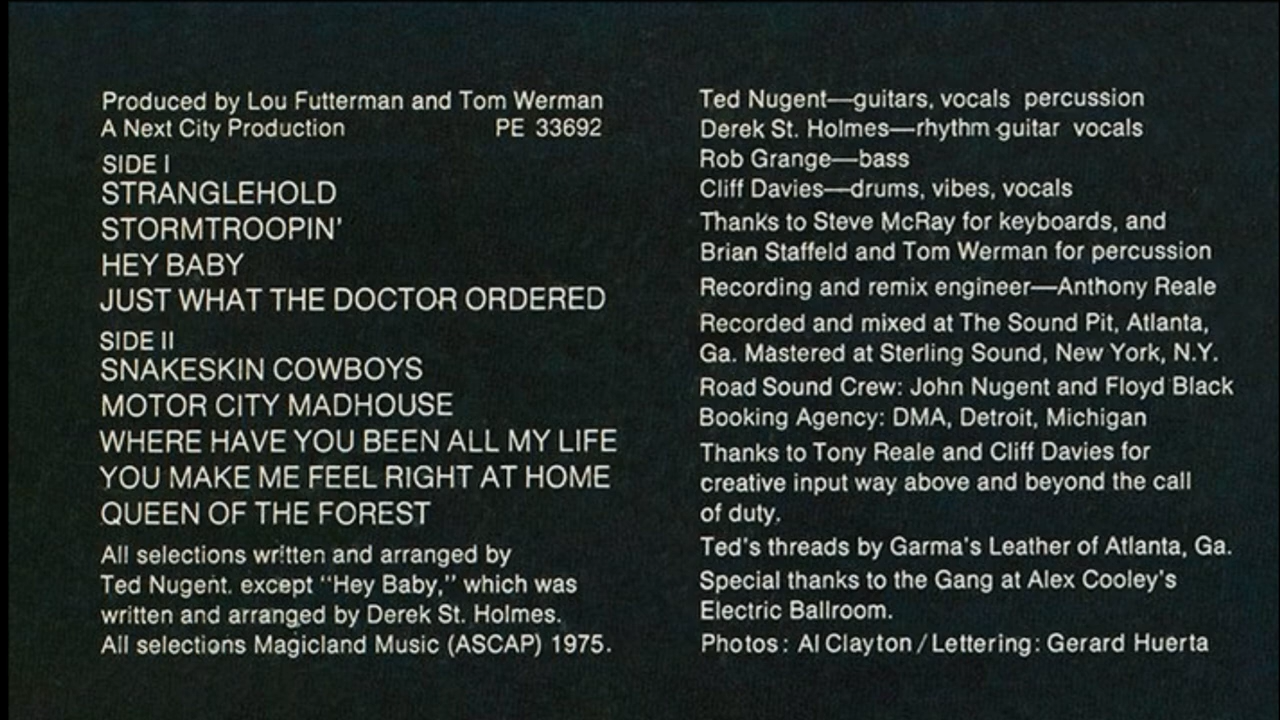 Produced by Lou Futterman and Tom Werman
A Next City Production PE 33692
SIDE I
STRANGLEHOLD
STORMTROOPIN'
HEY BABY
JUST WHAT THE DOCTOR ORDERED
SIDE II
SNAKESKIN COWBOYS
MOTOR CITY MADHOUSE
WHERE HAVE YOU BEEN ALL MY LIFE
YOU MAKE ME FEEL RIGHT AT HOME
QUEEN OF THE FOREST
All selections written and arranged by
Ted Nugent. except "Hey Baby," which was
written and arranged by Derek St. Holmes.
All selections Magicland Music (ASCAP) 1975.
Ted Nugent—guitars, vocals percussion
Derek St. Holmes—rhythm guitar vocals
Rob Grange—bass
Cliff Davies—drums, vibes, vocals
Thanks to Steve McRay for keyboards, and
Brian Staffeld and Tom Werman for percussion
Recording and remix engineer—Anthony Reale
Recorded and mixed at The Sound Pit, Atlanta,
Ga. Mastered at Sterling Sound, New York, N.Y.
Road Sound Crew: John Nugent and Floyd Black
Booking Agency: DMA, Detroit, Michigan
Thanks to Tony Reale and Cliff Davies for
creative input way above and beyond the call
of duty.
Ted's threads by Garma's Leather of Atlanta, Ga.
Special thanks to the Gang at Alex Cooley's
Electric Ballroom.
Photos: Al Clayton / Lettering: Gerard Huerta